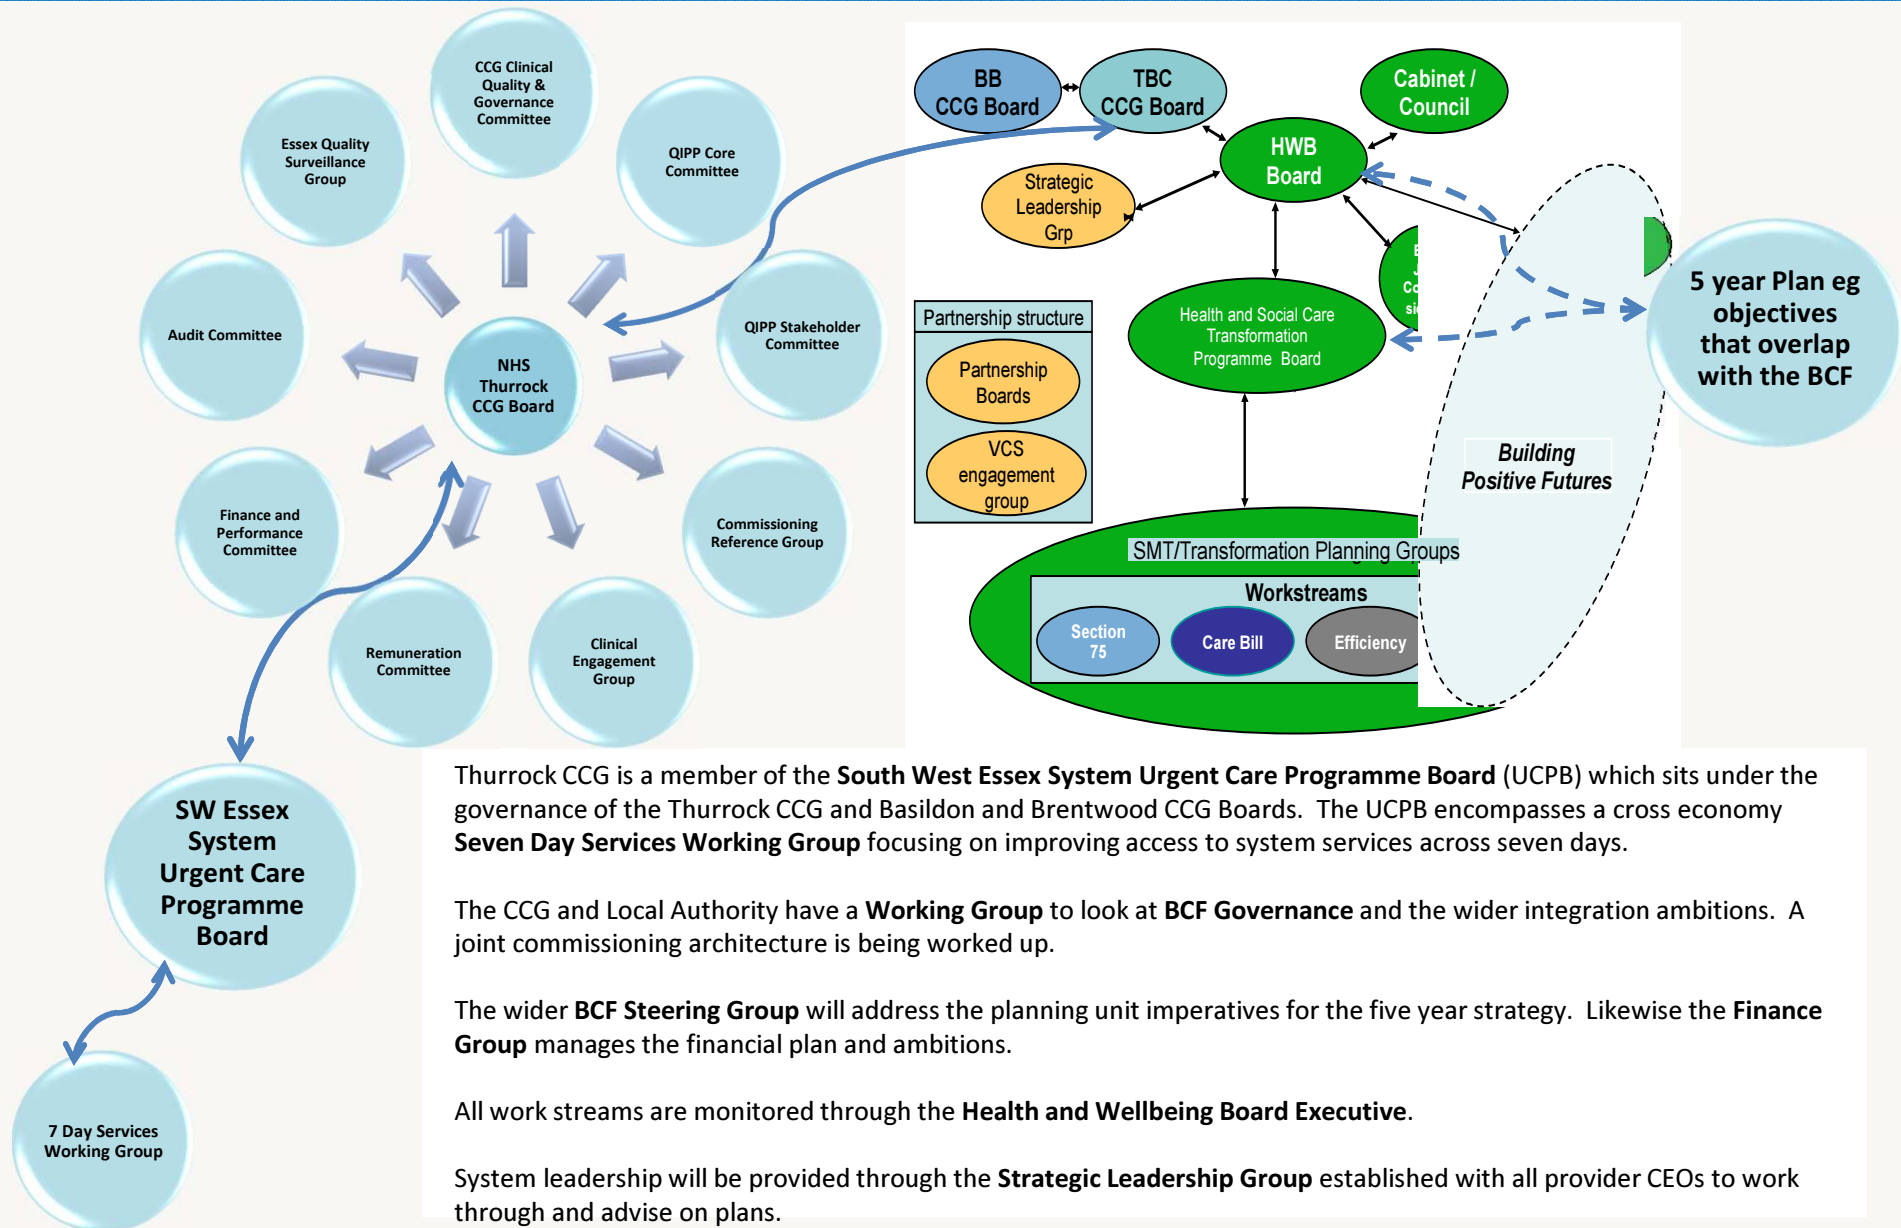 CCG Clinical
Quality &
Governance
Committee
Essex Quality
Surveillance
Group
QIPP Core
Committee
Audit Committee
QIPP Stakeholder
Committee
NHS
Thurrock
CCG Board
Finance and
Performance
Committee
Commissioning
Reference Group
Remuneration
Committee
Clinical
Engagement
Group
SW Essex
System
Urgent Care
Programme
Board
7 Day Services
Working Group
BB
CCG Board
TBC
CCG Board
Cabinet /
Council
HWB
Board
Strategic
Leadership
Grp
Health and Social Care
Transformation
Programme Board
Partnership structure
Partnership
Boards
VCS
engagement
group
Building
Positive Futures
5 year Plan eg
objectives
that overlap
with the BCF
SMT/Transformation Planning Groups
Workstreams
Section
75
Care Bill
Efficiency
Thurrock CCG is a member of the South West Essex System Urgent Care Programme Board (UCPB) which sits under the
governance of the Thurrock CCG and Basildon and Brentwood CCG Boards. The UCPB encompasses a cross economy
Seven Day Services Working Group focusing on improving access to system services across seven days.
The CCG and Local Authority have a Working Group to look at BCF Governance and the wider integration ambitions. A
joint commissioning architecture is being worked up.
The wider BCF Steering Group will address the planning unit imperatives for the five year strategy. Likewise the Finance
Group manages the financial plan and ambitions.
All work streams are monitored through the Health and Wellbeing Board Executive.
System leadership will be provided through the Strategic Leadership Group established with all provider CEOs to work
through and advise on plans.